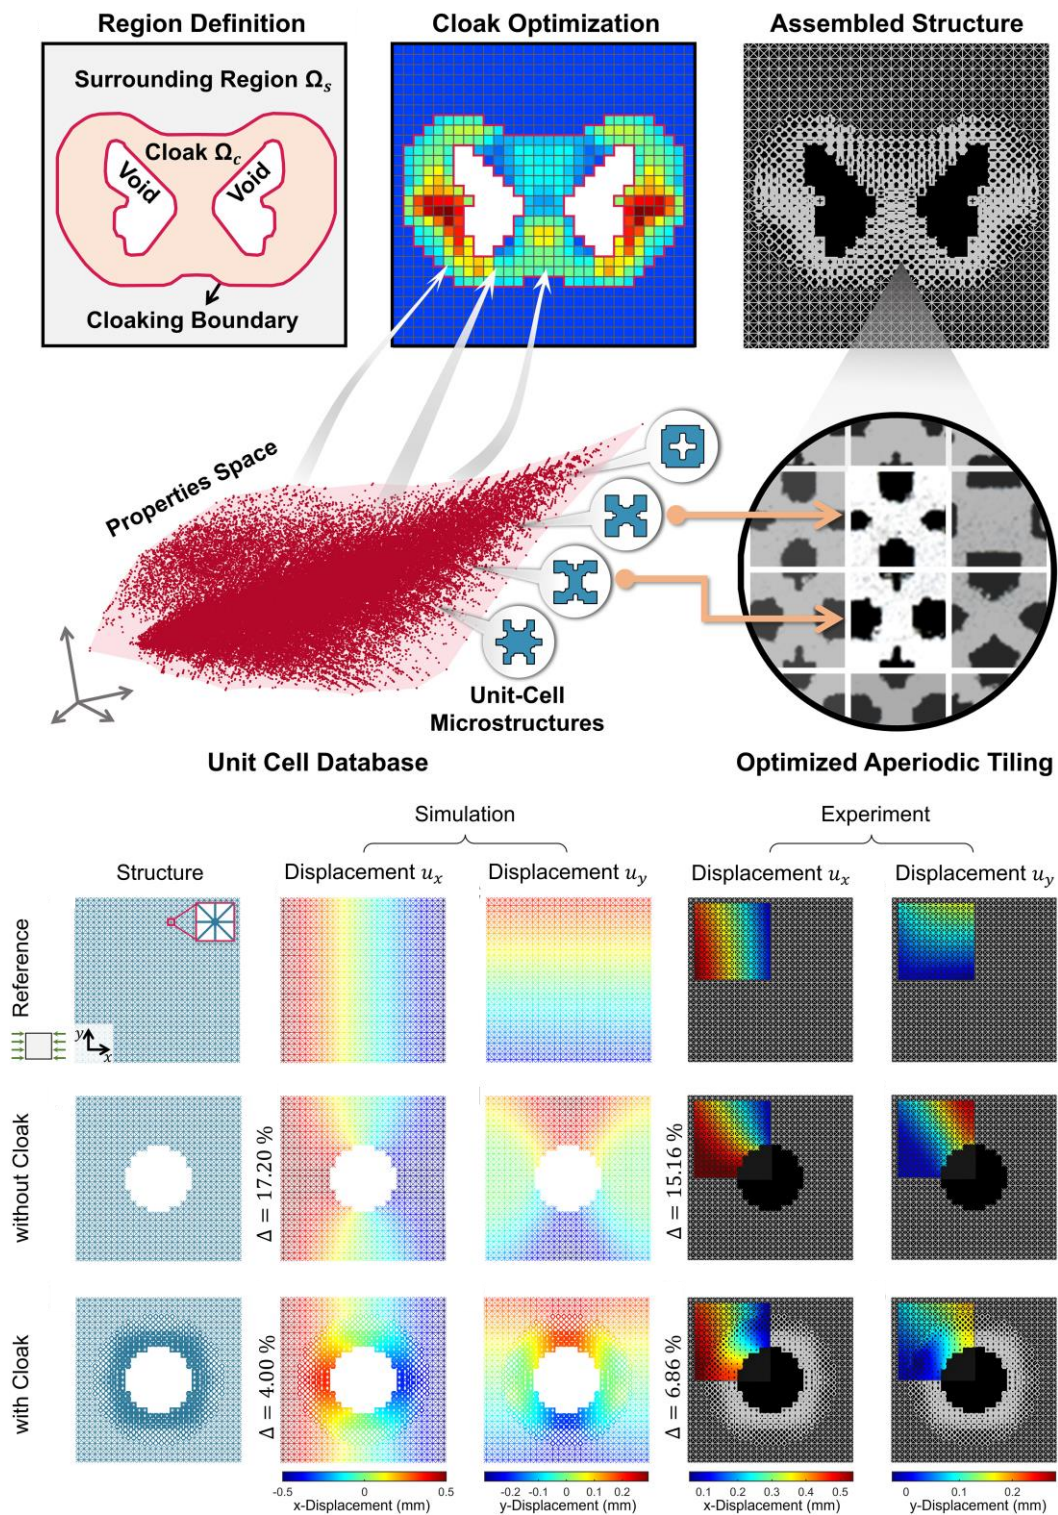 Region Definition
Cloak Optimization
Assembled Structure
Surrounding Region Ωₛ
Cloak Ω꜀
Void
Void
Cloaking Boundary
Properties Space
Unit-Cell
Microstructures
Unit Cell Database
Optimized Aperiodic Tiling
Simulation
Experiment
Structure
Displacement uₓ
Displacement u_y
Displacement uₓ
Displacement u_y
Reference
y
x
without Cloak
Δ = 17.20 %
Δ = 15.16 %
with Cloak
Δ = 4.00 %
Δ = 6.86 %
-0.5 0 0.5
x-Displacement (mm)
-0.2 -0.1 0 0.1 0.2
y-Displacement (mm)
0.1 0.2 0.3 0.4 0.5
x-Displacement (mm)
0 0.1 0.2
y-Displacement (mm)